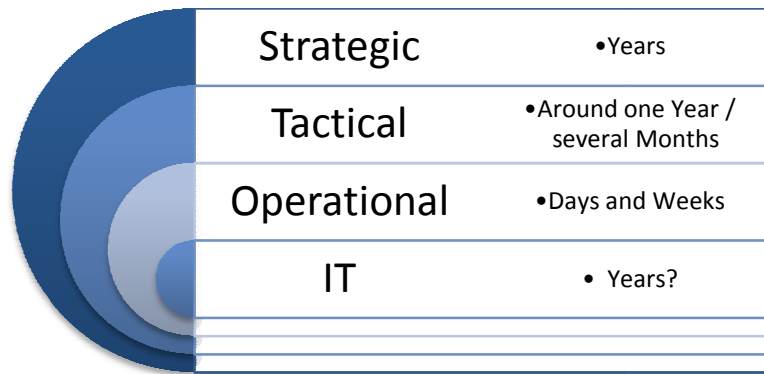 Strategic
•Years
Tactical
•Around one Year /
several Months
Operational
•Days and Weeks
IT
• Years?